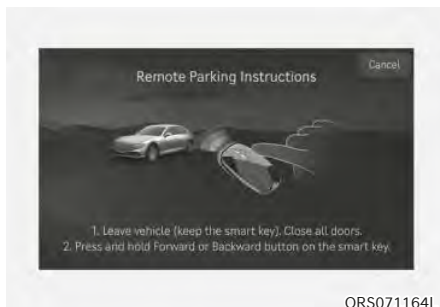 Cancel
Remote Parking Instructions
1. Leave vehicle (keep the smart key). Close all doors.
2. Press and hold Forward or Backward button on the smart key.
ORS071164L